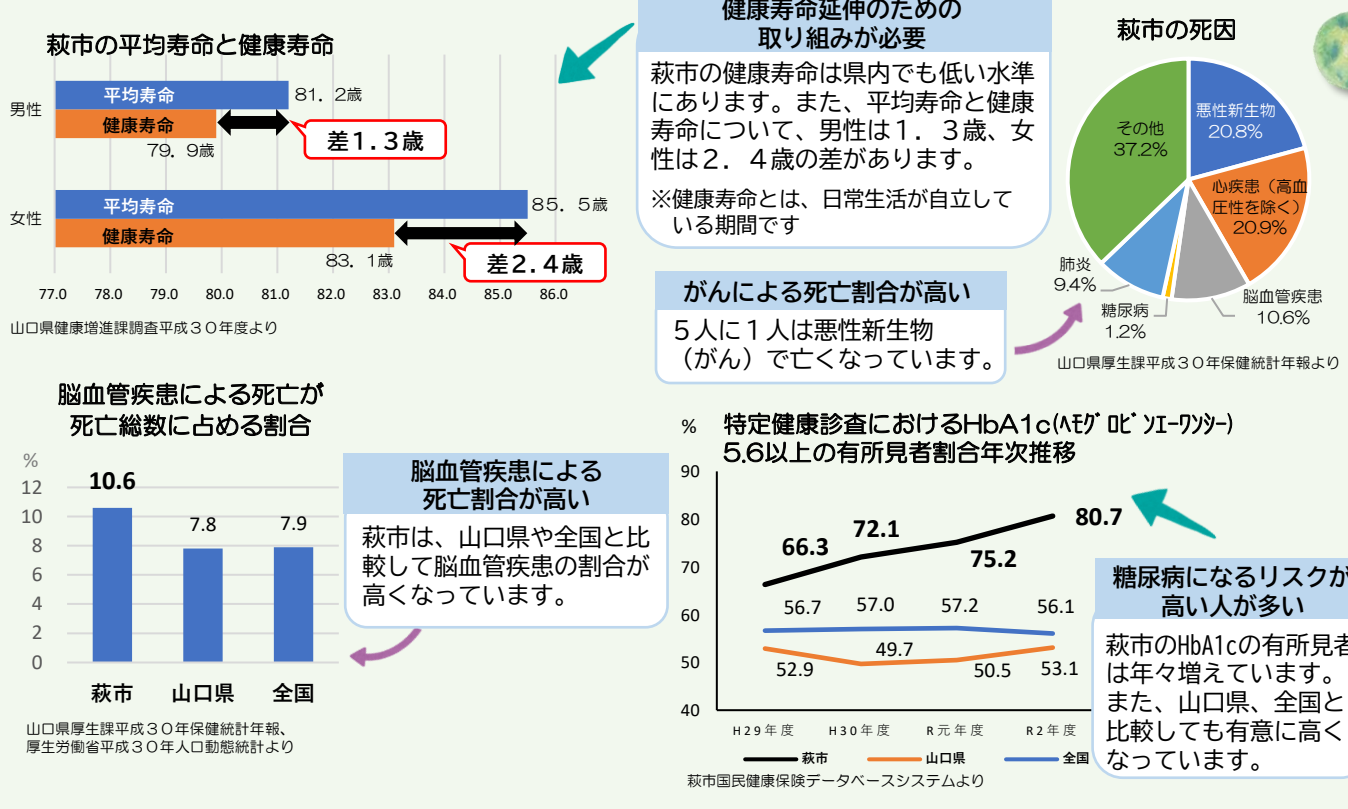 萩市の平均寿命と健康寿命
男性
平均寿命
81．2歳
健康寿命
79．9歳
差1.3歳
女性
平均寿命
85．5歳
健康寿命
83．1歳
差2.4歳
77.0 78.0 79.0 80.0 81.0 82.0 83.0 84.0 85.0 86.0
山口県健康増進課調査平成３０年度より
健康寿命延伸のための
取り組みが必要
萩市の健康寿命は県内でも低い水準
にあります。また、平均寿命と健康
寿命について、男性は１．３歳、女
性は２．４歳の差があります。
※健康寿命とは、日常生活が自立して
いる期間です
萩市の死因
悪性新生物
20.8%
心疾患（高血
圧性を除く）
20.9%
脳血管疾患
10.6%
糖尿病
1.2%
肺炎
9.4%
その他
37.2%
山口県厚生課平成３０年保健統計年報より
がんによる死亡割合が高い
５人に１人は悪性新生物
（がん）で亡くなっています。
脳血管疾患による死亡が
死亡総数に占める割合
%
12
10
8
6
4
2
0
10.6
7.8
7.9
萩市 山口県 全国
山口県厚生課平成３０年保健統計年報、
厚生労働省平成３０年人口動態統計より
脳血管疾患による
死亡割合が高い
萩市は、山口県や全国と比
較して脳血管疾患の割合が
高くなっています。
特定健康診査におけるHbA1c(ﾍﾓｸﾞﾛﾋﾞﾝｴｰﾜﾝｼｰ)
5.6以上の有所見者割合年次推移
%
90
80
70
60
50
40
66.3 72.1 75.2 80.7
56.7 57.0 57.2 56.1
52.9 49.7 50.5 53.1
H29年度 H30年度 R元年度 R2年度
萩市 山口県 全国
萩市国民健康保険データベースシステムより
糖尿病になるリスクが
高い人が多い
萩市のHbA1cの有所見者
は年々増えています。
また、山口県、全国と
比較しても有意に高く
なっています。